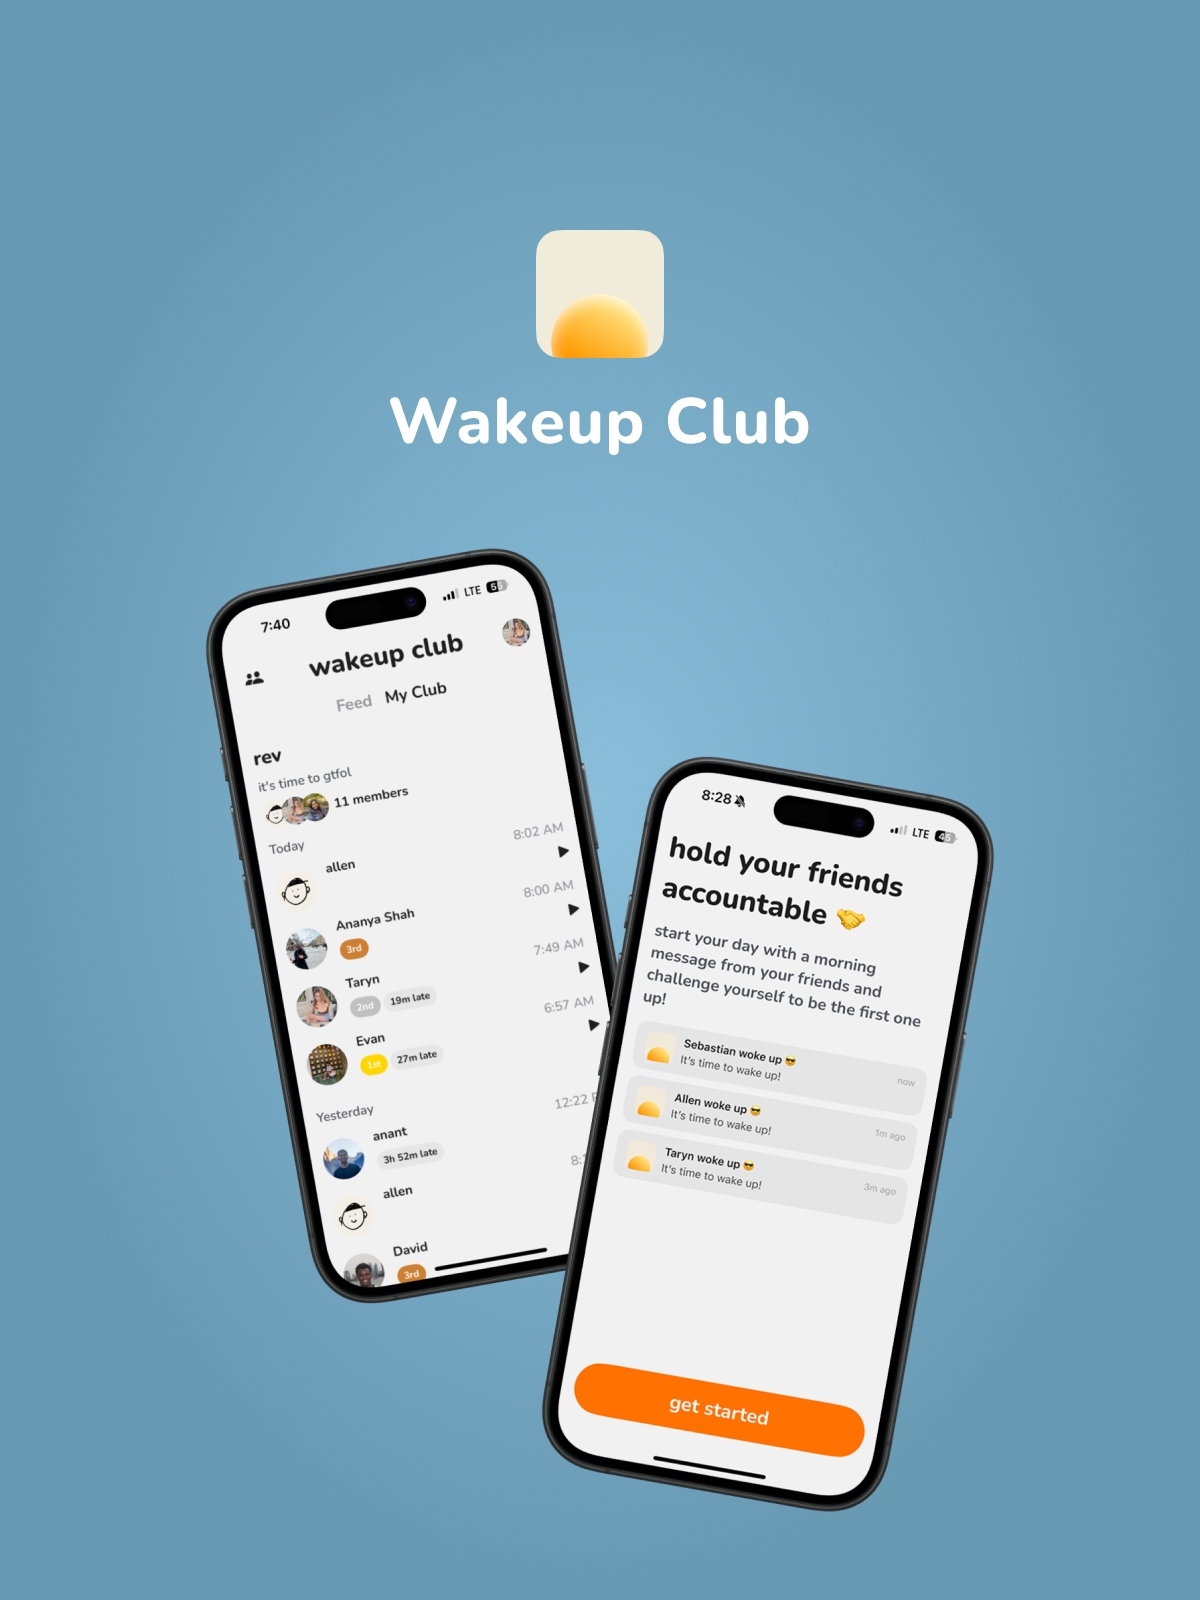 Wakeup Club
7:40
LTE
wakeup club
Feed My Club
rev
it's time to gtfol
11 members
Today
allen
8:02 AM
Ananya Shah
8:00 AM
3rd
Taryn
7:49 AM
2nd 19m late
Evan
6:57 AM
1st 27m late
Yesterday
anant
12:22
3h 52m late
allen
David
3rd
8:28
LTE
45
hold your friends
accountable 🤝
start your day with a morning
message from your friends and
challenge yourself to be the first one
up!
Sebastian woke up 😎
now
It's time to wake up!
Allen woke up 😎
1m ago
It's time to wake up!
Taryn woke up 😎
3m ago
It's time to wake up!
get started